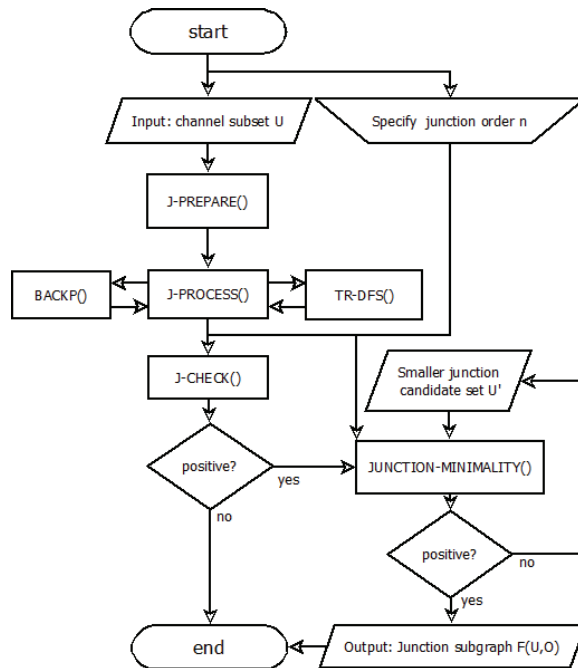 start
Input: channel subset U
Specify junction order n
J-PREPARE()
BACKP()
J-PROCESS()
TR-DFS()
J-CHECK()
Smaller junction
candidate set U'
positive?
yes
JUNCTION-MINIMALITY()
no
positive?
no
yes
end
Output: Junction subgraph F(U,O)